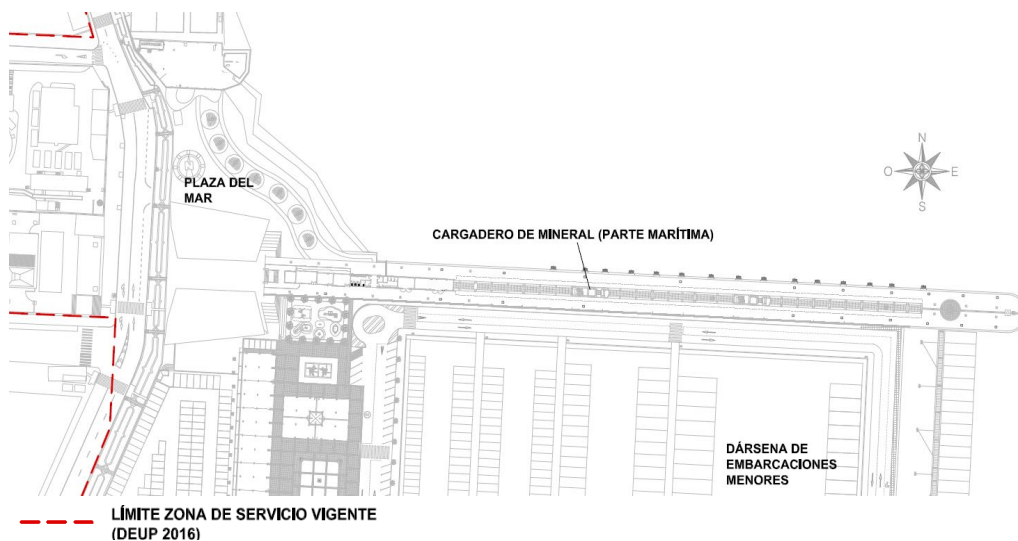 N
O
E
S
PLAZA DEL
MAR
CARGADERO DE MINERAL (PARTE MARÍTIMA)
DÁRSENA DE
EMBARCACIONES
MENORES
LÍMITE ZONA DE SERVICIO VIGENTE
(DEUP 2016)